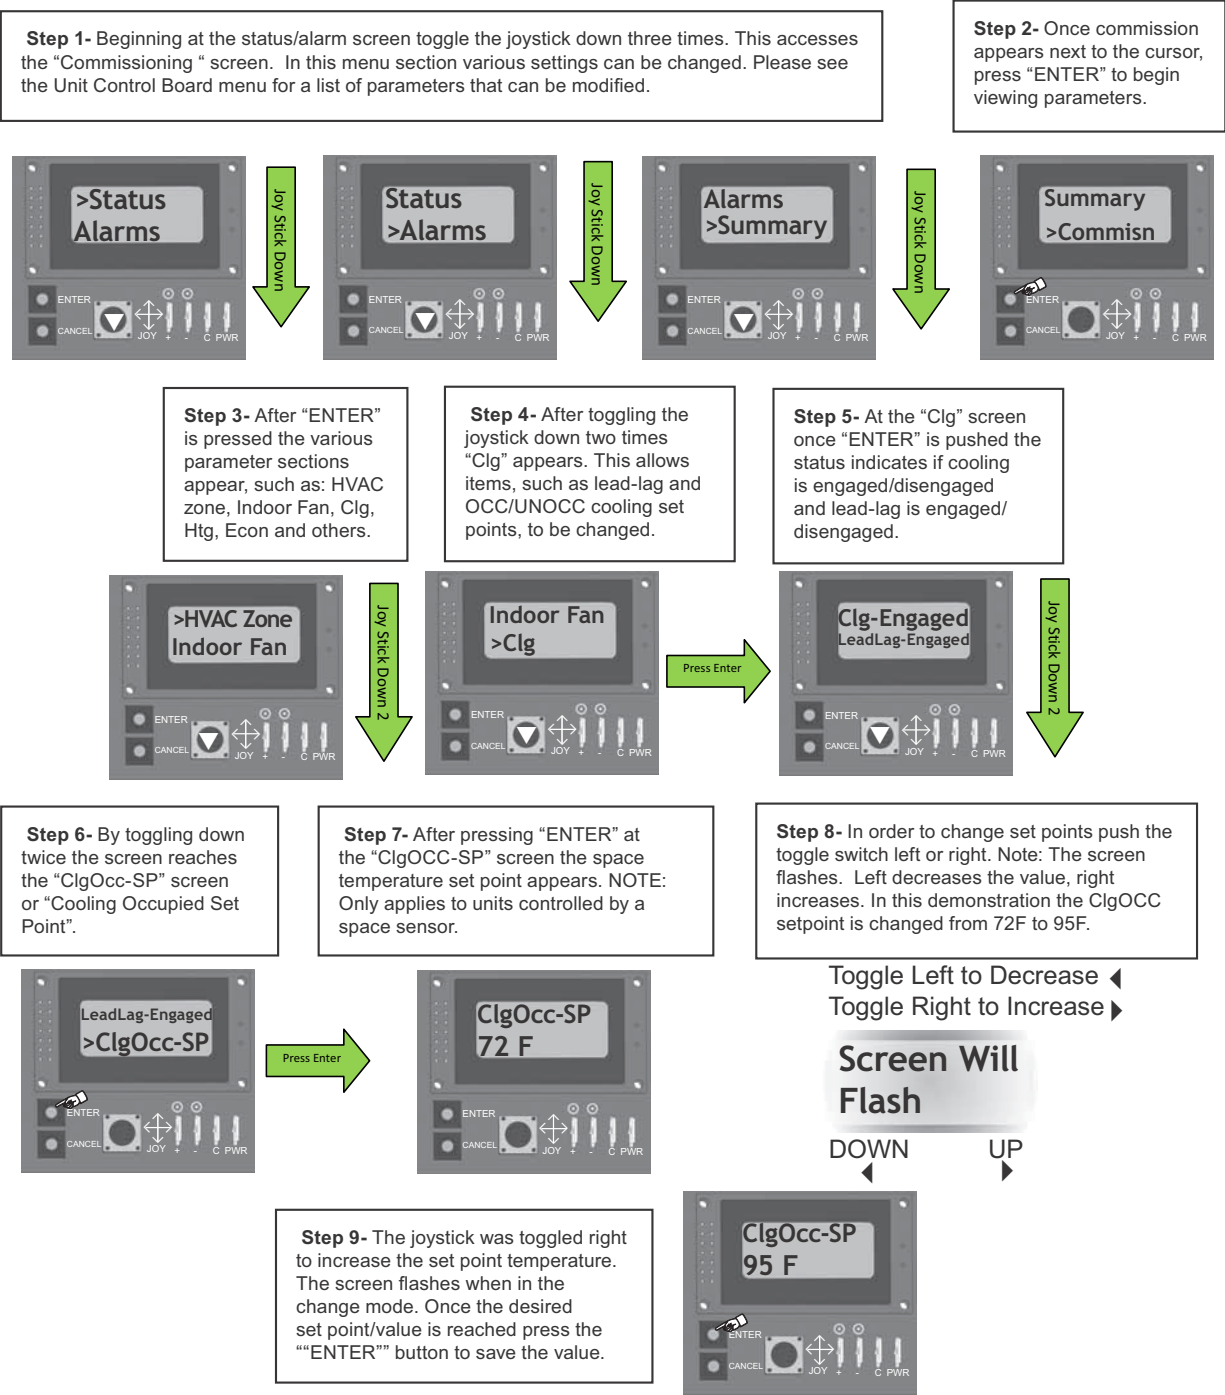 Step 1- Beginning at the status/alarm screen toggle the joystick down three times. This accesses
the “Commissioning “ screen.  In this menu section various settings can be changed. Please see
the Unit Control Board menu for a list of parameters that can be modified.
Step 2- Once commission
appears next to the cursor,
press “ENTER” to begin
viewing parameters.
>Status
Alarms
ENTER
CANCEL
JOY + - C PWR
Joy Stick Down
Status
>Alarms
ENTER
CANCEL
JOY + - C PWR
Joy Stick Down
Alarms
>Summary
ENTER
CANCEL
JOY + - C PWR
Joy Stick Down
Summary
>Commisn
ENTER
CANCEL
JOY + - C PWR
Step 3- After “ENTER”
is pressed the various
parameter sections
appear, such as: HVAC
zone, Indoor Fan, Clg,
Htg, Econ and others.
Step 4- After toggling the
joystick down two times
“Clg” appears. This allows
items, such as lead-lag and
OCC/UNOCC cooling set
points, to be changed.
Step 5- At the “Clg” screen
once “ENTER” is pushed the
status indicates if cooling
is engaged/disengaged
and lead-lag is engaged/
disengaged.
>HVAC Zone
Indoor Fan
ENTER
CANCEL
JOY + - C PWR
Joy Stick Down 2
Indoor Fan
>Clg
ENTER
CANCEL
JOY + - C PWR
Press Enter
Clg-Engaged
LeadLag-Engaged
ENTER
CANCEL
JOY + - C PWR
Joy Stick Down 2
Step 6- By toggling down
twice the screen reaches
the “ClgOcc-SP” screen
or “Cooling Occupied Set
Point”.
Step 7- After pressing “ENTER” at
the “ClgOCC-SP” screen the space
temperature set point appears. NOTE:
Only applies to units controlled by a
space sensor.
Step 8- In order to change set points push the
toggle switch left or right. Note: The screen
flashes.  Left decreases the value, right
increases. In this demonstration the ClgOCC
setpoint is changed from 72F to 95F.
LeadLag-Engaged
>ClgOcc-SP
ENTER
CANCEL
JOY + - C PWR
Press Enter
ClgOcc-SP
72 F
ENTER
CANCEL
JOY + - C PWR
Toggle Left to Decrease
Toggle Right to Increase
Screen Will
Flash
DOWN UP
Step 9- The joystick was toggled right
to increase the set point temperature.
The screen flashes when in the
change mode. Once the desired
set point/value is reached press the
““ENTER”” button to save the value.
ClgOcc-SP
95 F
ENTER
CANCEL
JOY + - C PWR